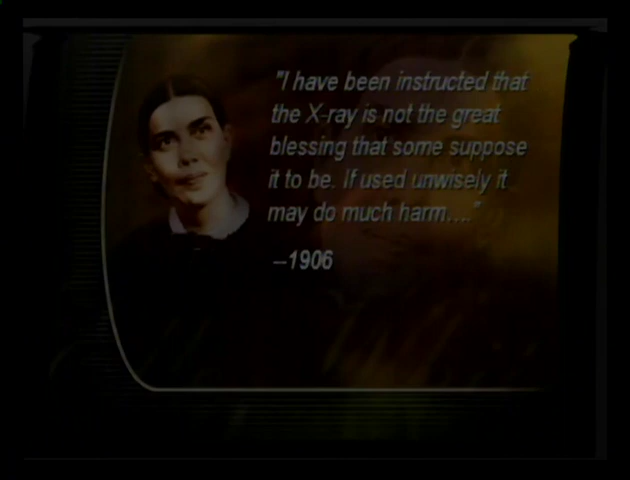 "I have been instructed that
the X-ray is not the great
blessing that some suppose
it to be. If used unwisely it
may do much harm...."
--1906